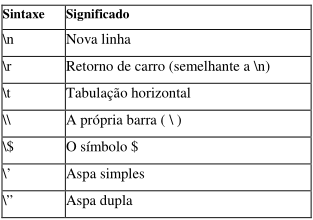 Sintaxe Significado
\n Nova linha
\r Retorno de carro (semelhante a \n)
\t Tabulação horizontal
\\ A própria barra ( \ )
\$ O símbolo $
\’ Aspa simples
\” Aspa dupla